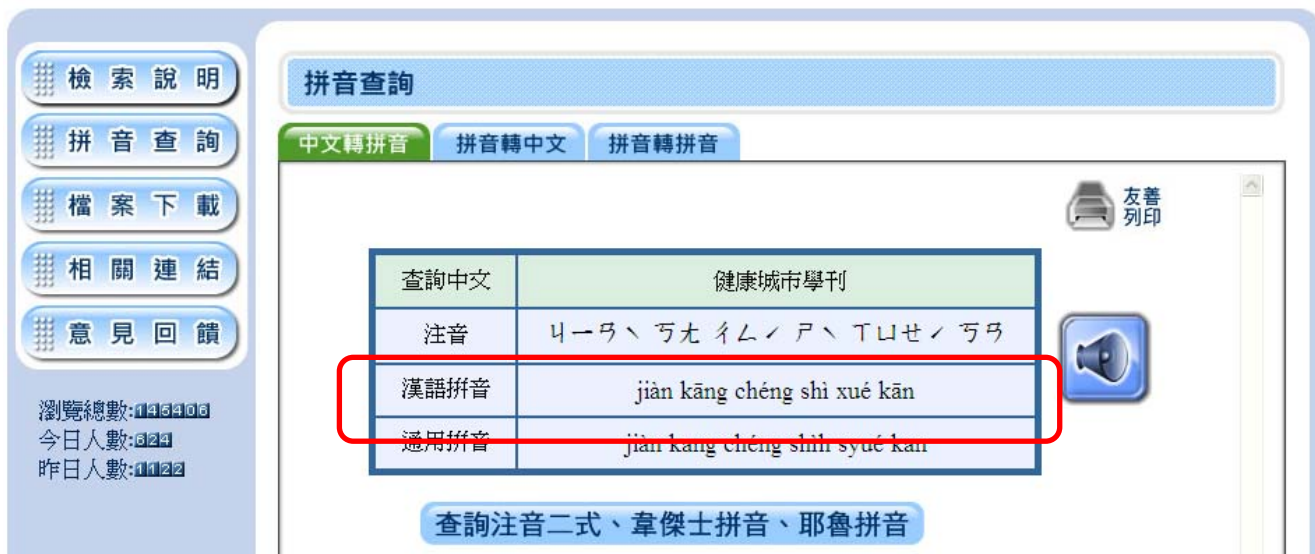 檢索說明
拼音查詢
檔案下載
相關連結
意見回饋
瀏覽總數:145406
今日人數:624
昨日人數:1122
拼音查詢
中文轉拼音 拼音轉中文 拼音轉拼音
友善
列印
查詢中文 健康城市學刊
注音 ㄐㄧㄢˋ ㄎㄤ ㄔㄥˊ ㄕˋ ㄒㄩㄝˊ ㄎㄢ
漢語拼音 jiàn kāng chéng shì xué kān
通用拼音 jiàn kang chéng shìh syué kan
查詢注音二式、韋傑士拼音、耶魯拼音